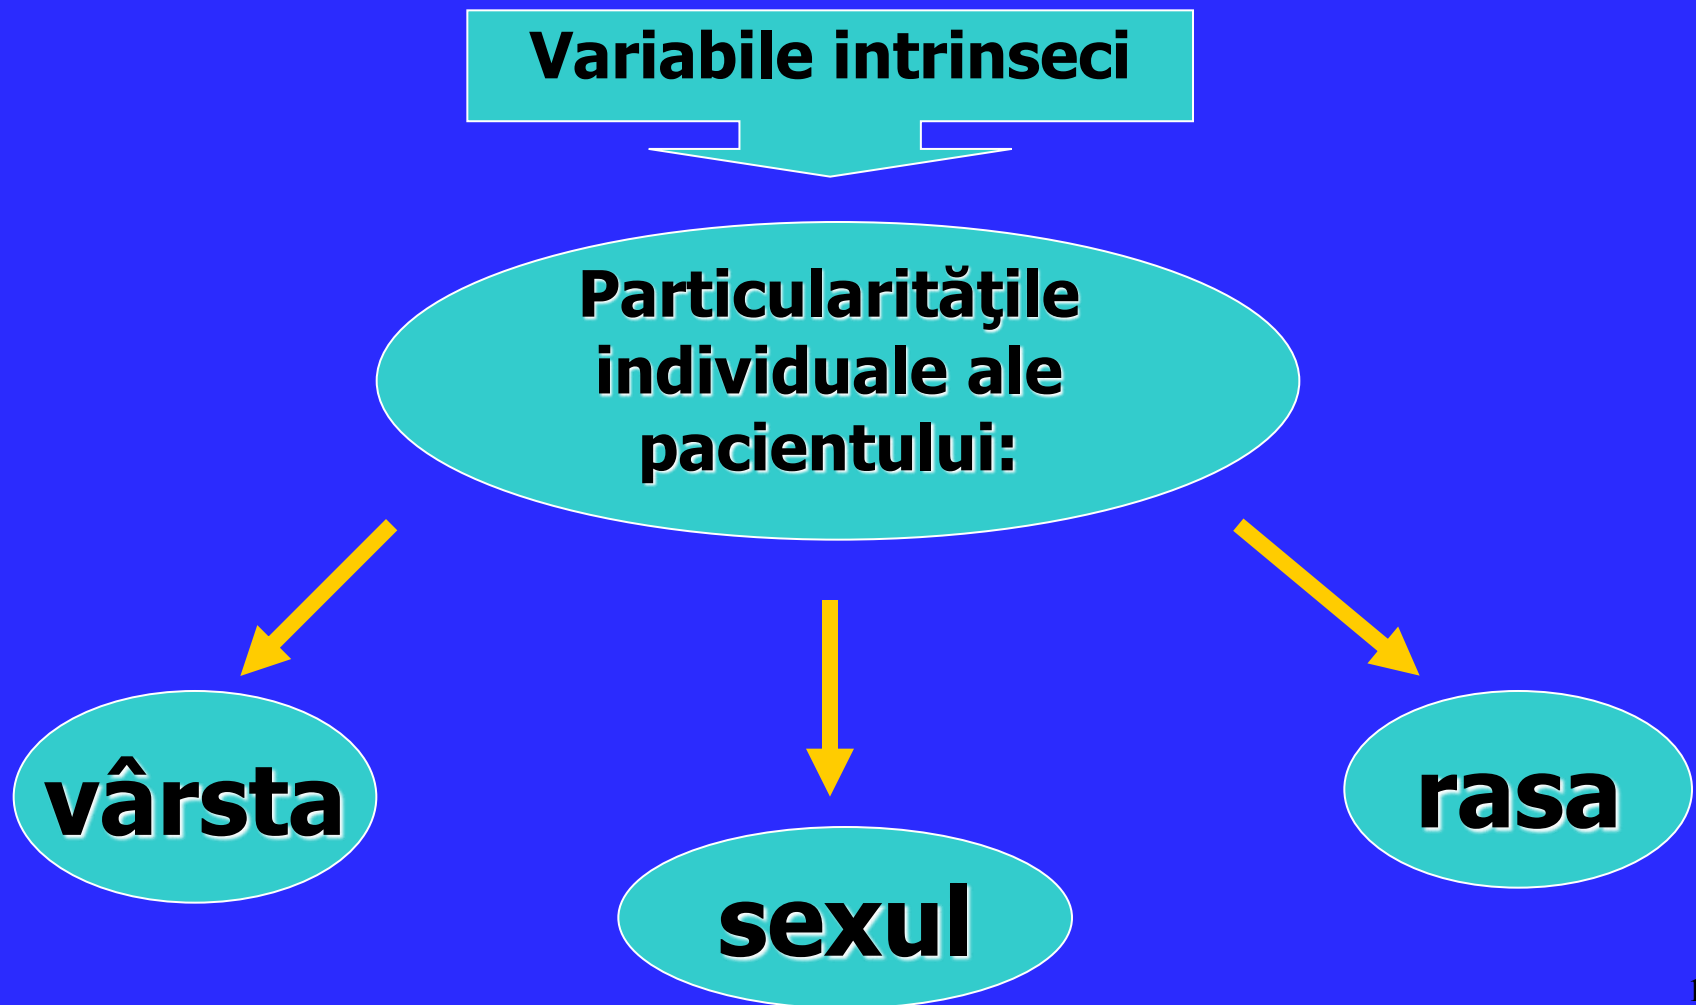 Variabile intrinseci
Particularităţile
individuale ale
pacientului:
vârsta
rasa
sexul